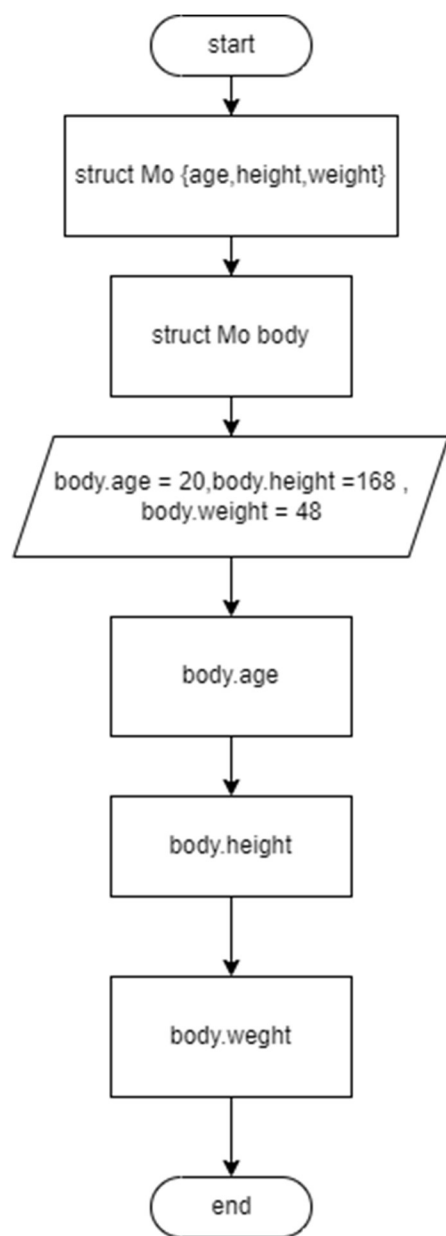 start
struct Mo {age,height,weight}
struct Mo body
body.age = 20,body.height =168 ,
body.weight = 48
body.age
body.height
body.weght
end